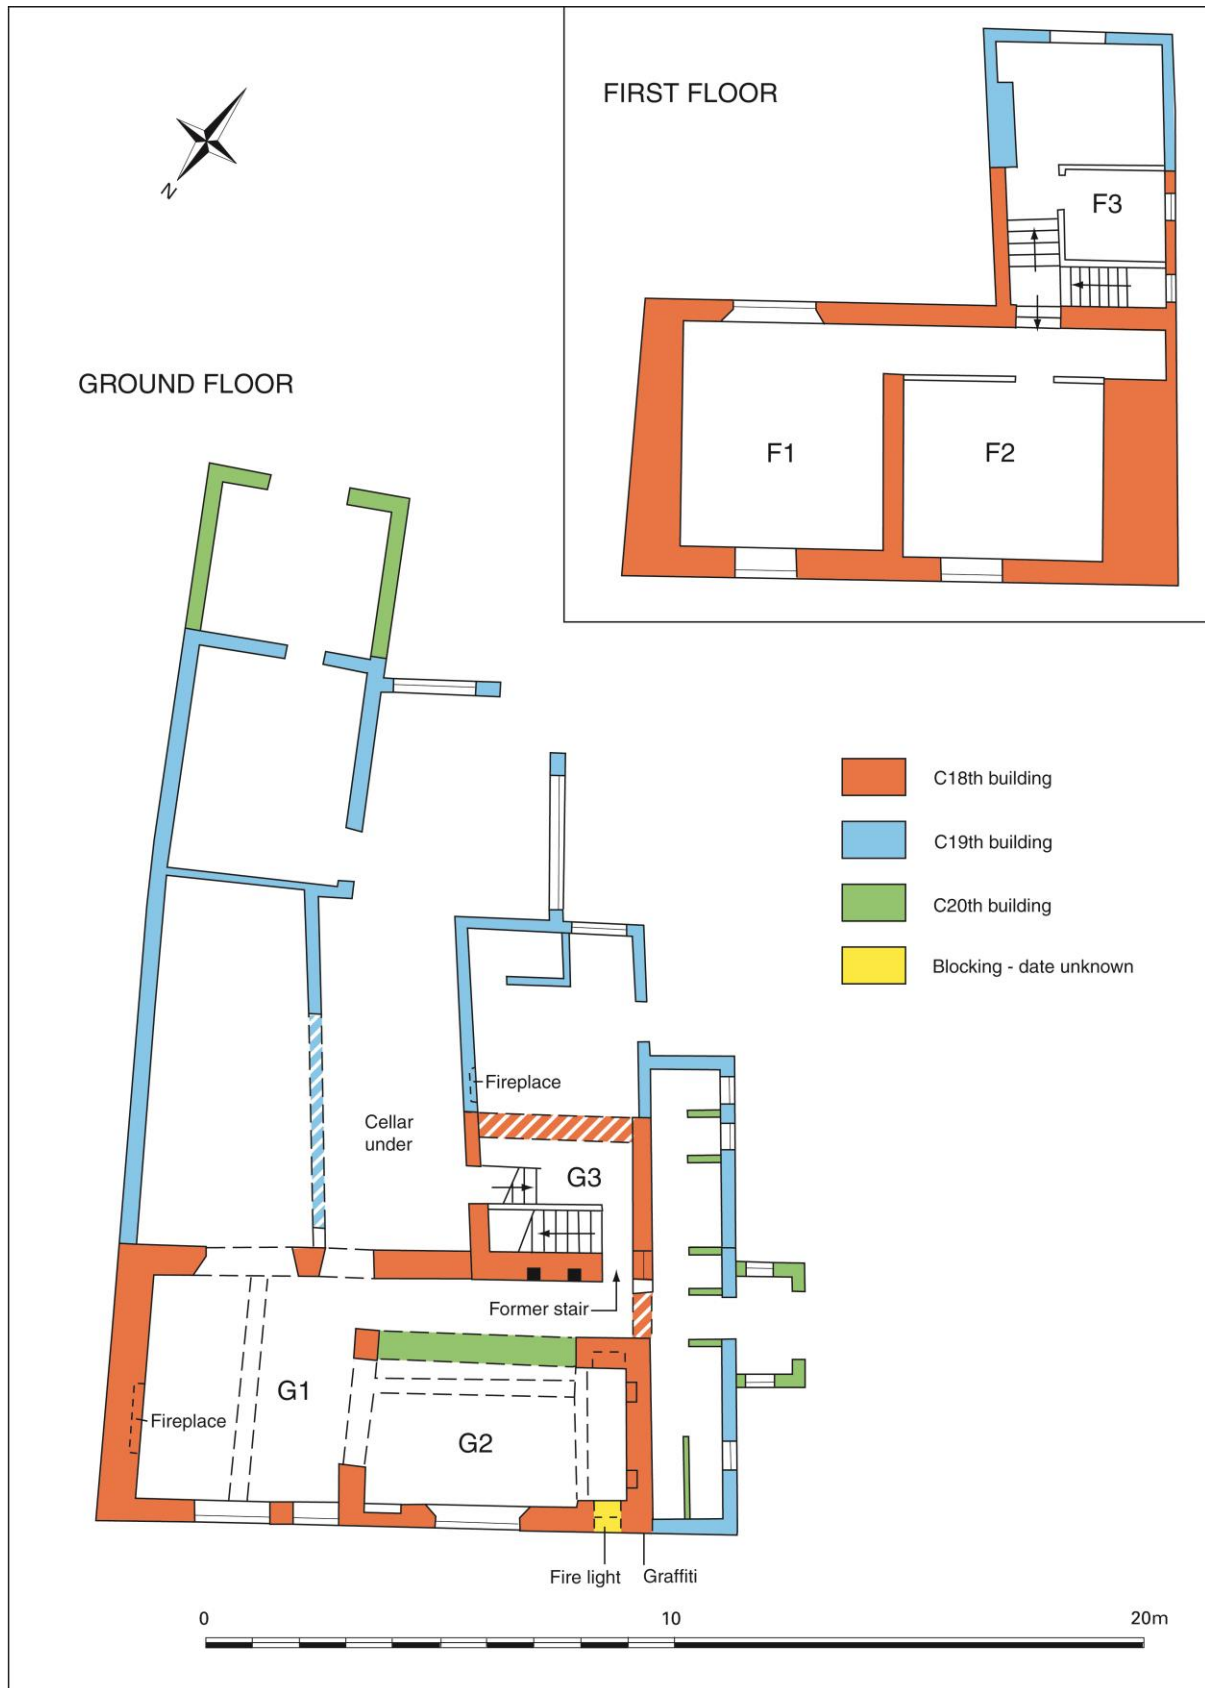 FIRST FLOOR
N
F3
GROUND FLOOR
F1
F2
C18th building
C19th building
C20th building
Blocking - date unknown
Fireplace
Cellar
under
G3
Former stair
G1
Fireplace
G2
Fire light
Graffiti
0
10
20m